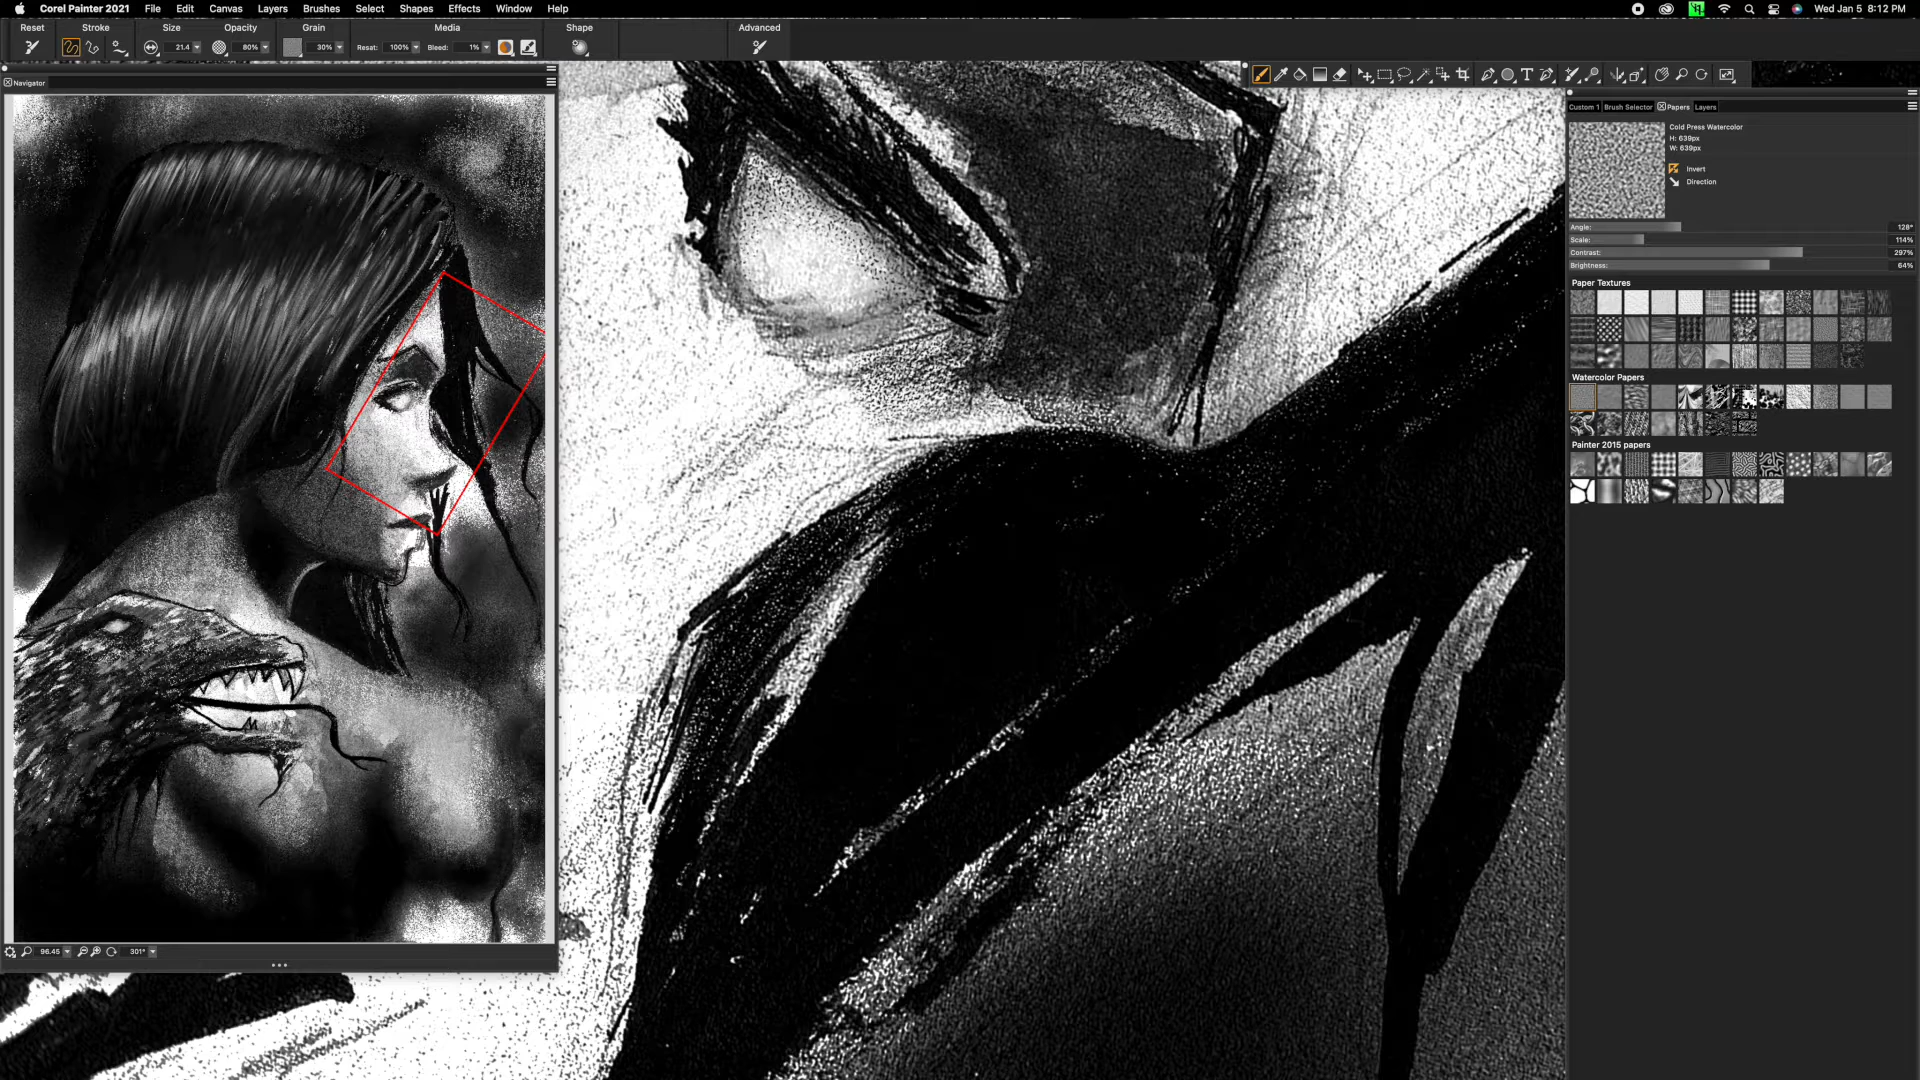 Corel Painter 2021 File Edit Canvas Layers Brushes Select Shapes Effects Window Help Wed Jan 5 8:12 PM
Reset Stroke Size Opacity Grain Media Shape Advanced
21.4 80% 30% Resat: 100% Bleed: 1%
Navigator
96.45 301°
Custom 1 Brush Selector Papers Layers
Cold Press Watercolor
H: 639px
W: 639px
Invert
Direction
Angle: 128°
Scale: 114%
Contrast: 297%
Brightness: 64%
Paper Textures
Watercolor Papers
Painter 2015 papers